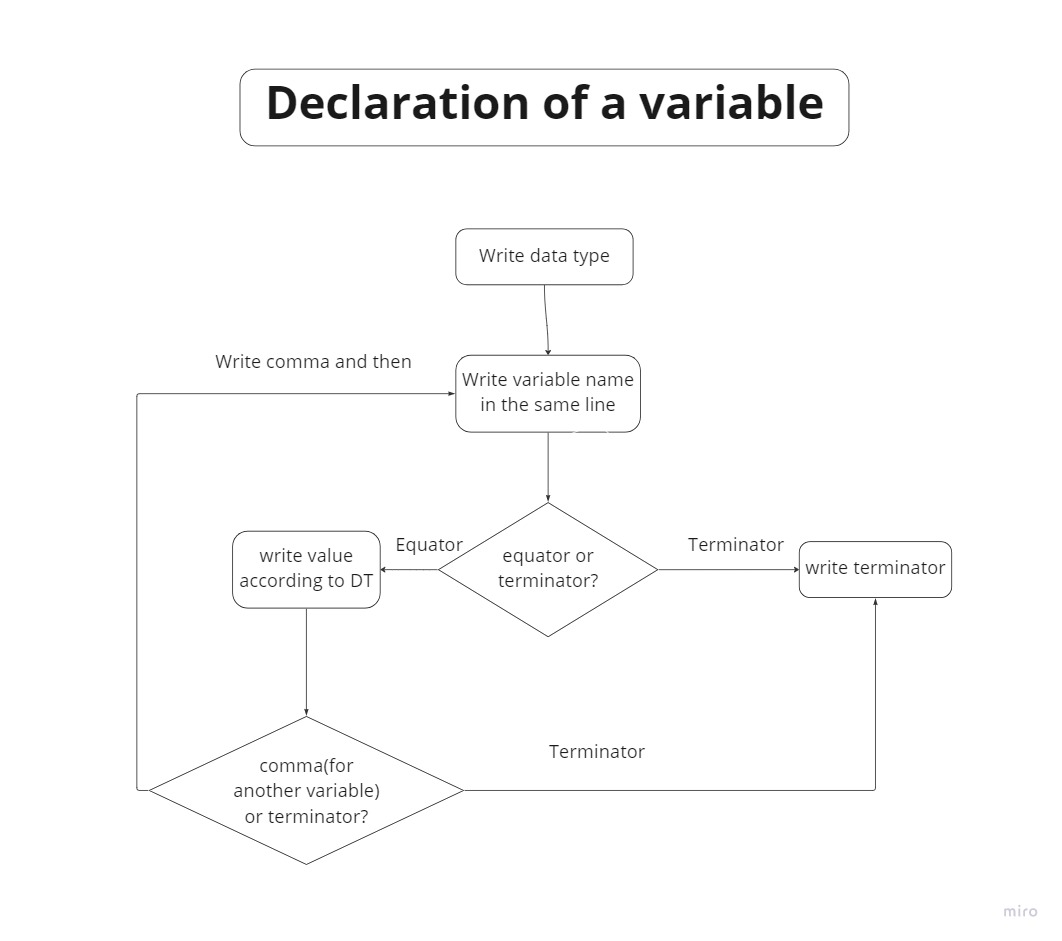 Declaration of a variable
Write data type
Write comma and then
Write variable name
in the same line
Equator
equator or
terminator?
Terminator
write value
according to DT
write terminator
comma(for
another variable)
or terminator?
Terminator
miro